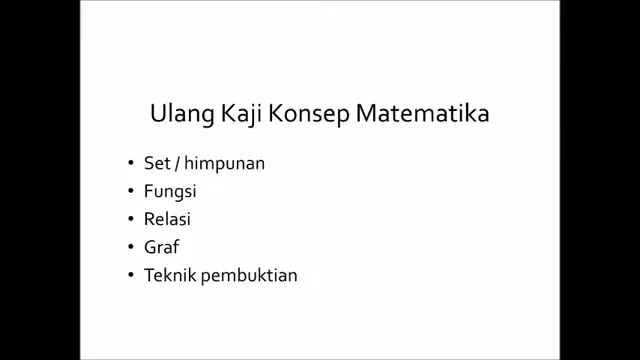 Ulang Kaji Konsep Matematika
• Set / himpunan
• Fungsi
• Relasi
• Graf
• Teknik pembuktian